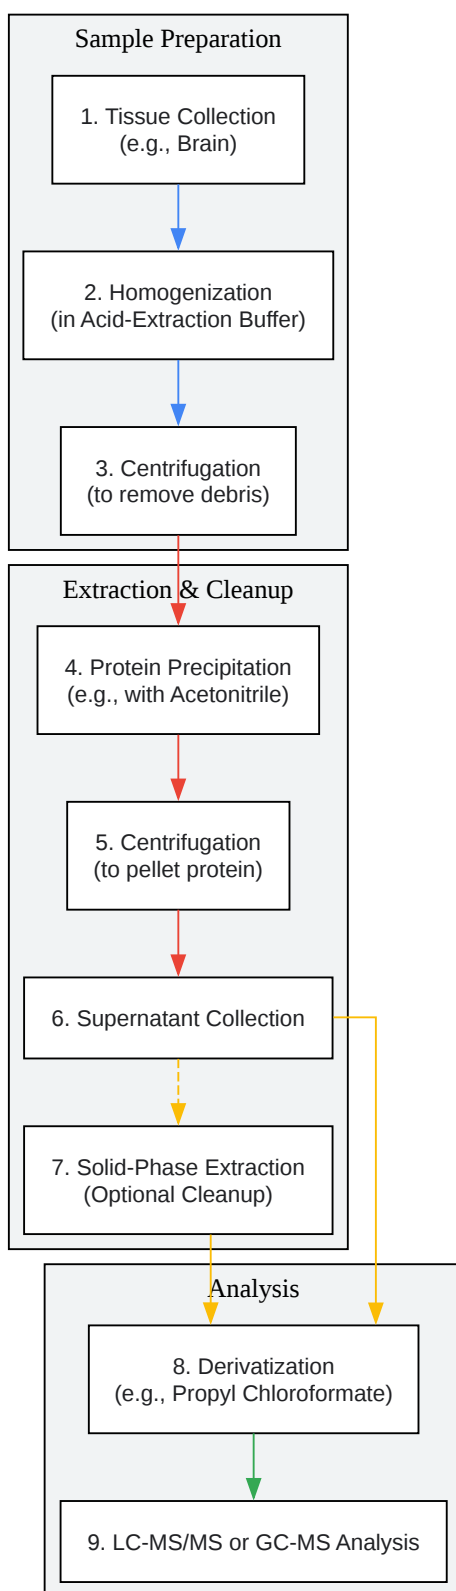 Sample Preparation
1. Tissue Collection
(e.g., Brain)
2. Homogenization
(in Acid-Extraction Buffer)
3. Centrifugation
(to remove debris)
Extraction & Cleanup
4. Protein Precipitation
(e.g., with Acetonitrile)
5. Centrifugation
(to pellet protein)
6. Supernatant Collection
7. Solid-Phase Extraction
(Optional Cleanup)
Analysis
8. Derivatization
(e.g., Propyl Chloroformate)
9. LC-MS/MS or GC-MS Analysis